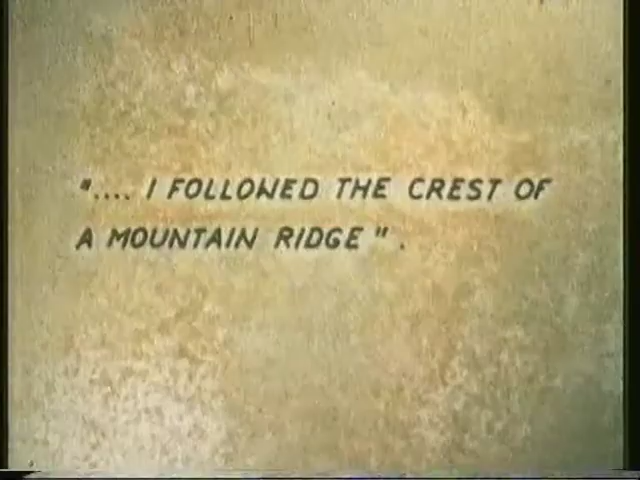 ".... I FOLLOWED THE CREST OF
A MOUNTAIN RIDGE".